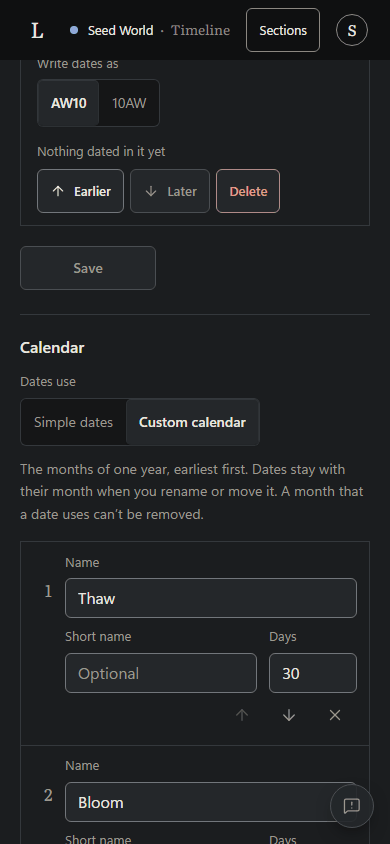 L
Seed World · Timeline
Sections
S
Write dates as
AW10
10AW
Nothing dated in it yet
Earlier
Later
Delete
Save
Calendar
Dates use
Simple dates
Custom calendar
The months of one year, earliest first. Dates stay with
their month when you rename or move it. A month that
a date uses can’t be removed.
Name
1
Thaw
Short name
Days
Optional
30
Name
2
Bloom
Short name
Days